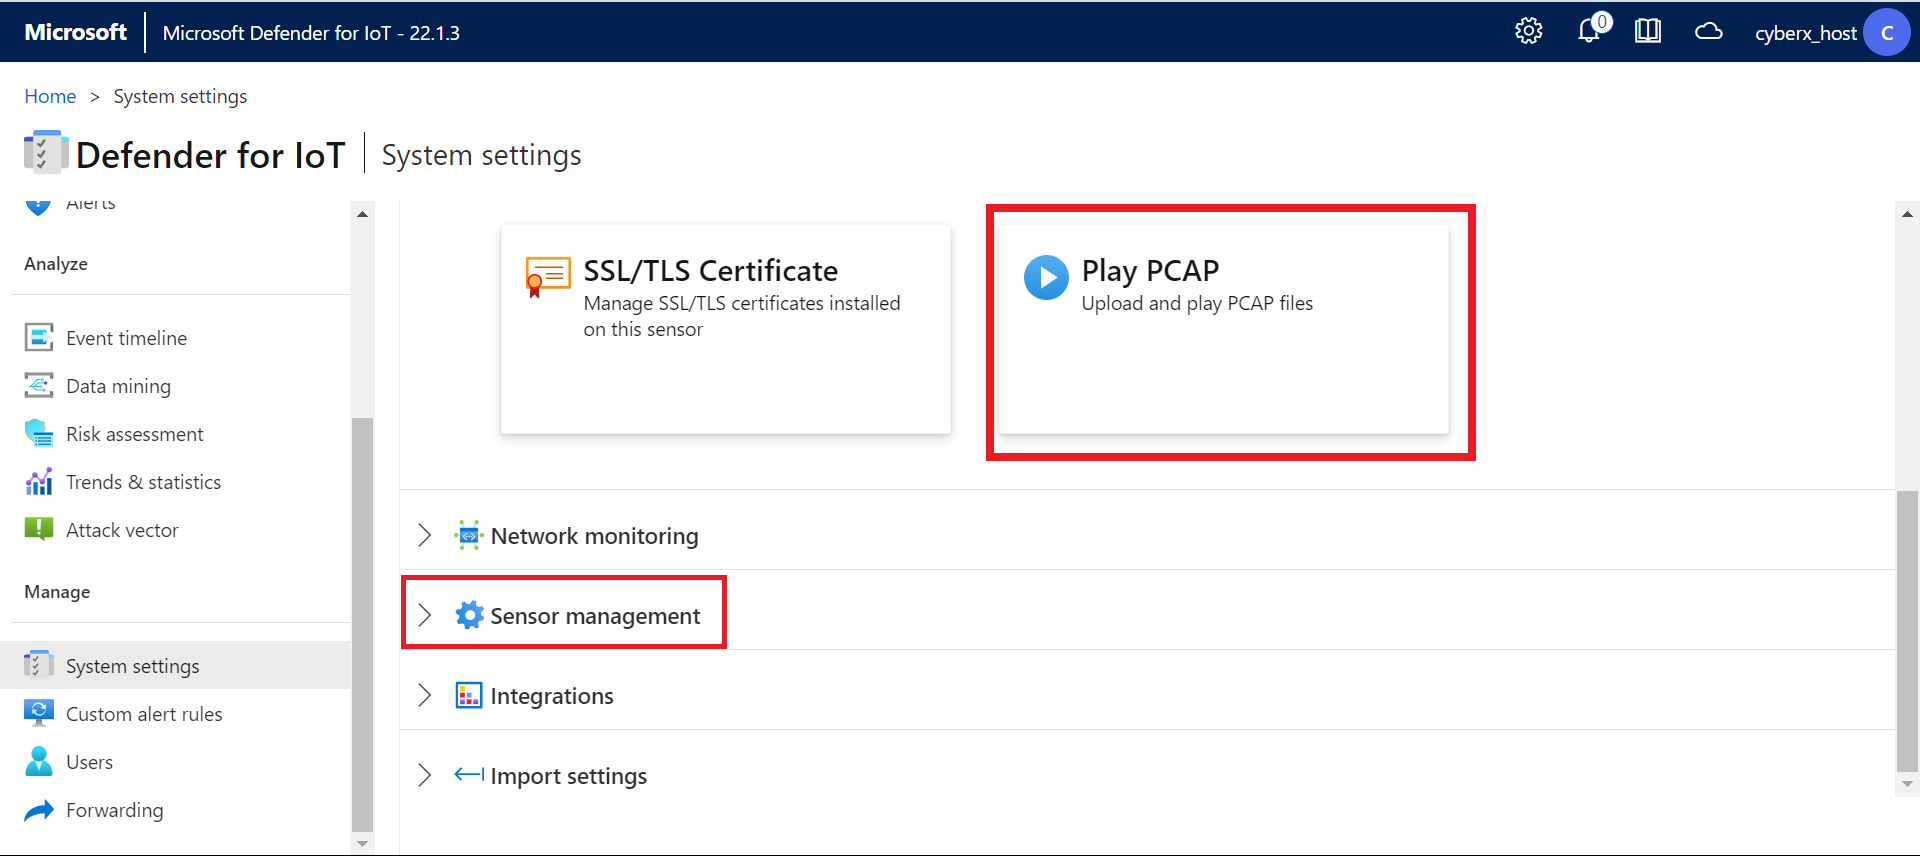 Microsoft
Microsoft Defender for IoT - 22.1.3
0
cyberx_host
C
Home > System settings
Defender for IoT
System settings
Alerts
Analyze
Event timeline
Data mining
Risk assessment
Trends & statistics
Attack vector
Manage
System settings
Custom alert rules
Users
Forwarding
SSL/TLS Certificate
Manage SSL/TLS certificates installed
on this sensor
Play PCAP
Upload and play PCAP files
Network monitoring
Sensor management
Integrations
Import settings